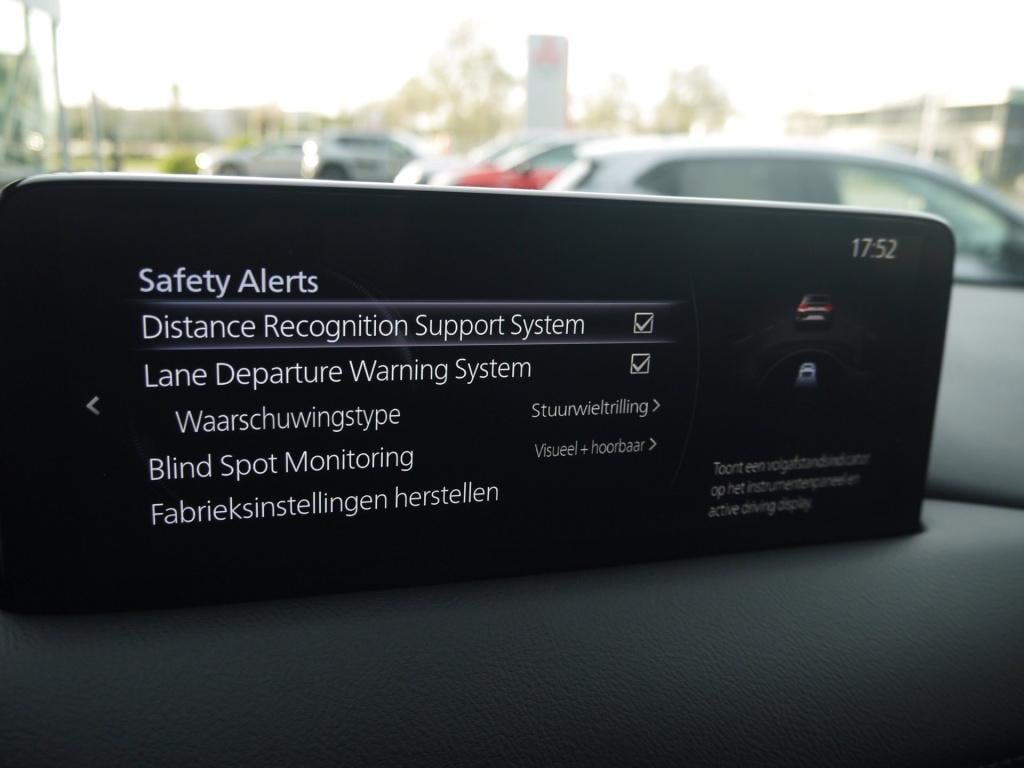 17:52
Safety Alerts
Distance Recognition Support System
Lane Departure Warning System
Waarschuwingstype Stuurwieltrilling
Blind Spot Monitoring Visueel + hoorbaar
Fabrieksinstellingen herstellen
Toont een volgafstandsindicator
op het instrumentenpaneel en
active driving display.